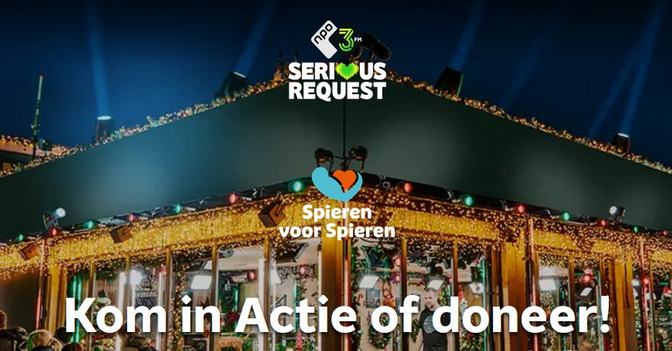 npo 3FM
SERIOUS
REQUEST
Spieren
voor Spieren
Kom in Actie of doneer!